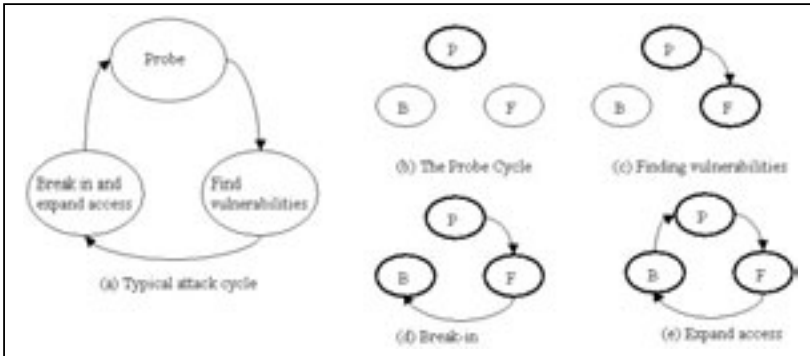 Probe
Break in and
expand access
Find
vulnerabilities
(a) Typical attack cycle
P
B
F
(b) The Probe Cycle
P
B
F
(c) Finding vulnerabilities
P
B
F
(d) Break-in
P
B
F
(e) Expand access